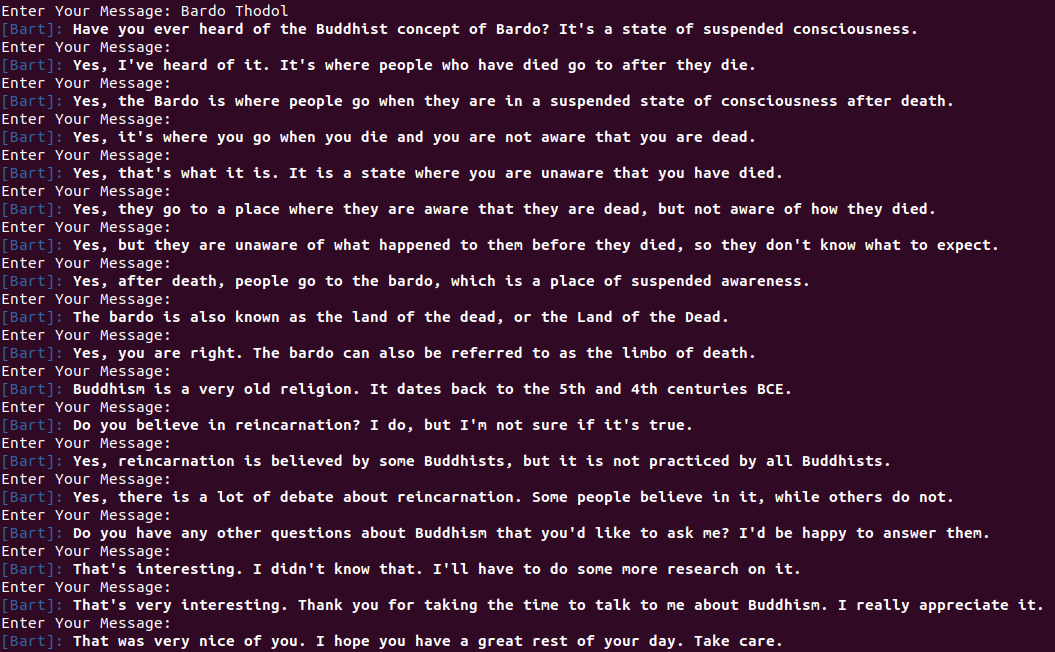 Enter Your Message: Bardo Thodol
[Bart]: Have you ever heard of the Buddhist concept of Bardo? It's a state of suspended consciousness.
Enter Your Message:
[Bart]: Yes, I've heard of it. It's where people who have died go to after they die.
Enter Your Message:
[Bart]: Yes, the Bardo is where people go when they are in a suspended state of consciousness after death.
Enter Your Message:
[Bart]: Yes, it's where you go when you die and you are not aware that you are dead.
Enter Your Message:
[Bart]: Yes, that's what it is. It is a state where you are unaware that you have died.
Enter Your Message:
[Bart]: Yes, they go to a place where they are aware that they are dead, but not aware of how they died.
Enter Your Message:
[Bart]: Yes, but they are unaware of what happened to them before they died, so they don't know what to expect.
Enter Your Message:
[Bart]: Yes, after death, people go to the bardo, which is a place of suspended awareness.
Enter Your Message:
[Bart]: The bardo is also known as the land of the dead, or the Land of the Dead.
Enter Your Message:
[Bart]: Yes, you are right. The bardo can also be referred to as the limbo of death.
Enter Your Message:
[Bart]: Buddhism is a very old religion. It dates back to the 5th and 4th centuries BCE.
Enter Your Message:
[Bart]: Do you believe in reincarnation? I do, but I'm not sure if it's true.
Enter Your Message:
[Bart]: Yes, reincarnation is believed by some Buddhists, but it is not practiced by all Buddhists.
Enter Your Message:
[Bart]: Yes, there is a lot of debate about reincarnation. Some people believe in it, while others do not.
Enter Your Message:
[Bart]: Do you have any other questions about Buddhism that you'd like to ask me? I'd be happy to answer them.
Enter Your Message:
[Bart]: That's interesting. I didn't know that. I'll have to do some more research on it.
Enter Your Message:
[Bart]: That's very interesting. Thank you for taking the time to talk to me about Buddhism. I really appreciate it.
Enter Your Message:
[Bart]: That was very nice of you. I hope you have a great rest of your day. Take care.